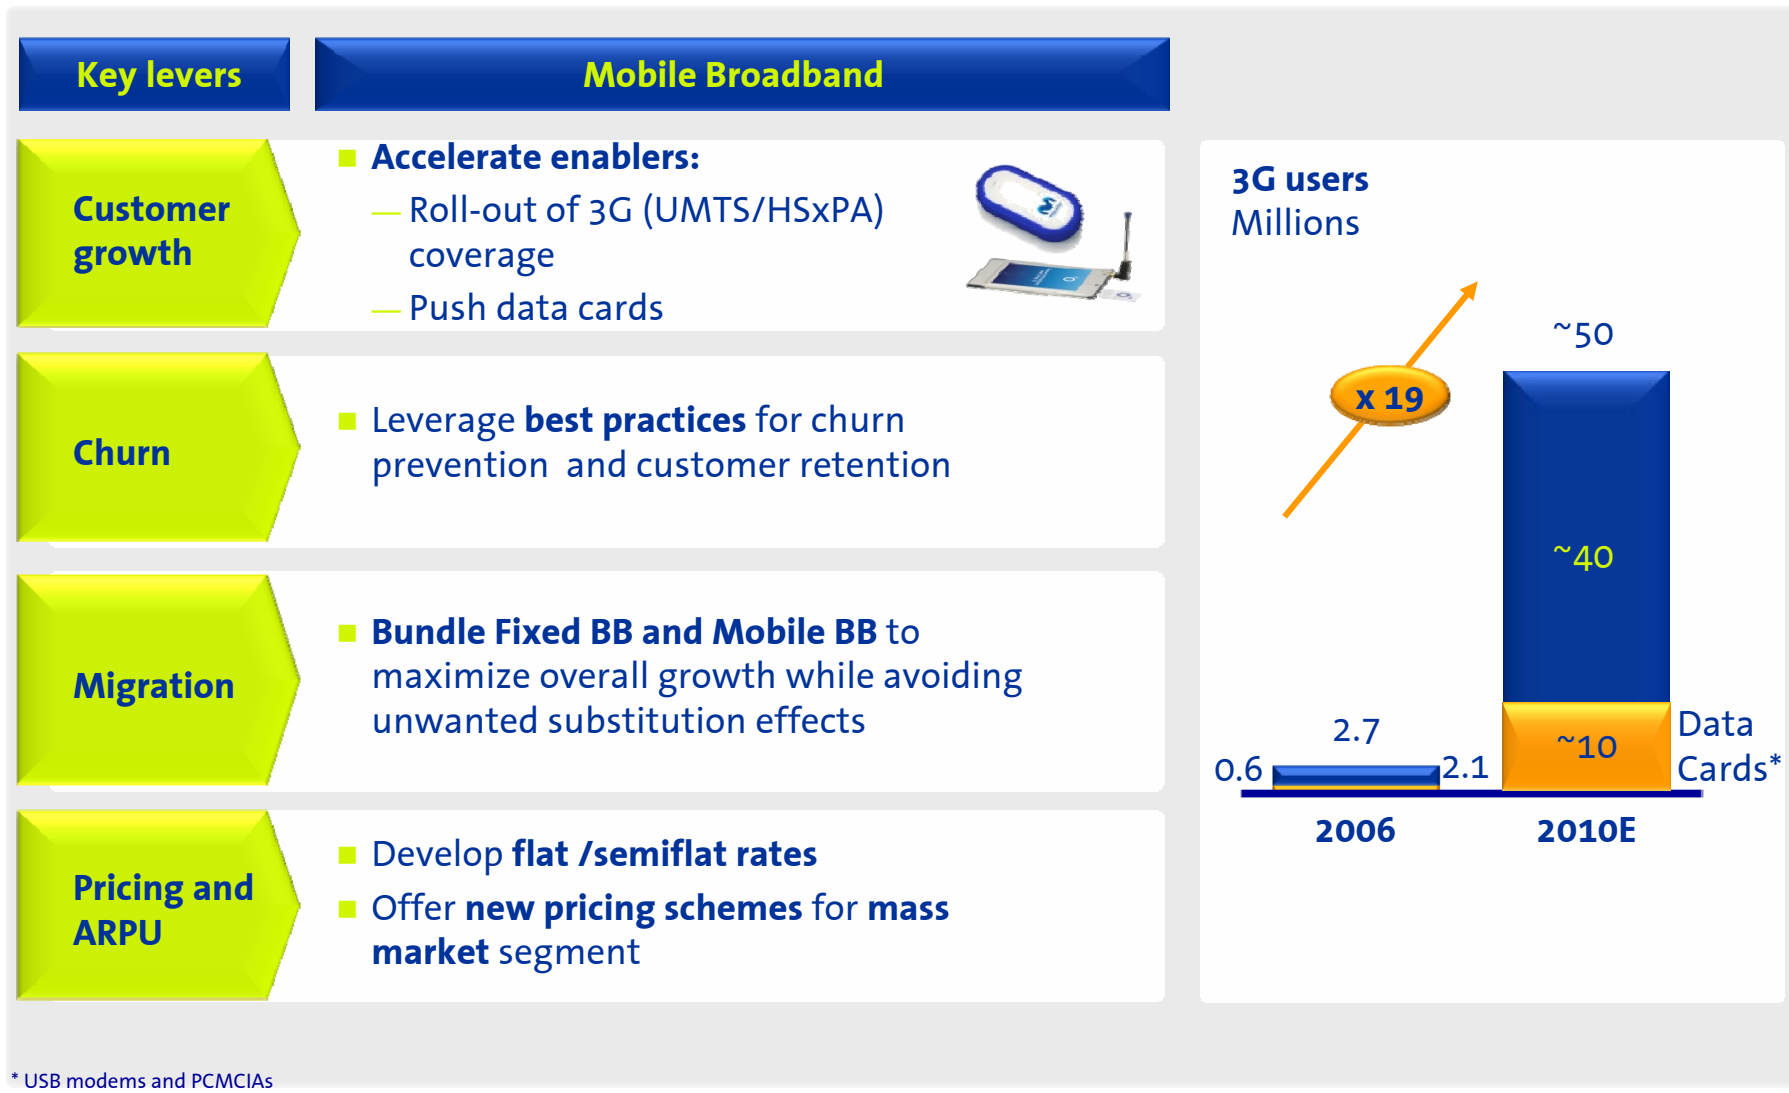 Key levers
Mobile Broadband
Customer
growth
Accelerate enablers:
— Roll-out of 3G (UMTS/HSxPA)
coverage
— Push data cards
Churn
Leverage best practices for churn
prevention and customer retention
Migration
Bundle Fixed BB and Mobile BB to
maximize overall growth while avoiding
unwanted substitution effects
Pricing and
ARPU
Develop flat /semiflat rates
Offer new pricing schemes for mass
market segment
3G users
Millions
x 19
~50
~40
~10
Data
Cards*
2.7
0.6
2.1
2006
2010E
* USB modems and PCMCIAs